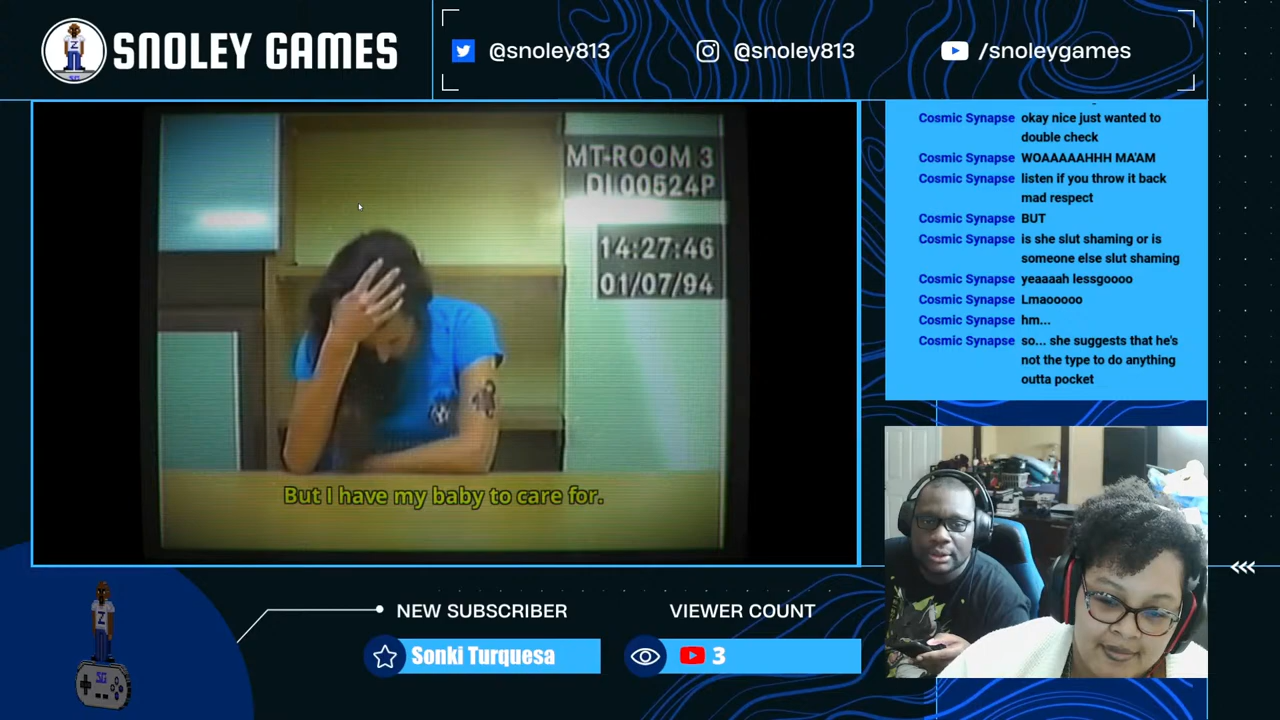 SNOLEY GAMES
@snoley813
@snoley813
/snoleygames
Z
SG
MT-ROOM 3
DI.00524P
14:27:46
01/07/94
But I have my baby to care for.
Cosmic Synapse okay nice just wanted to
double check
Cosmic Synapse WOAAAAAHHH MA'AM
Cosmic Synapse listen if you throw it back
mad respect
Cosmic Synapse BUT
Cosmic Synapse is she slut shaming or is
someone else slut shaming
Cosmic Synapse yeaaaah lessgoooo
Cosmic Synapse Lmaooooo
Cosmic Synapse hm...
Cosmic Synapse so... she suggests that he's
not the type to do anything
outta pocket
NEW SUBSCRIBER
VIEWER COUNT
Sonki Turquesa
3
Z
SG